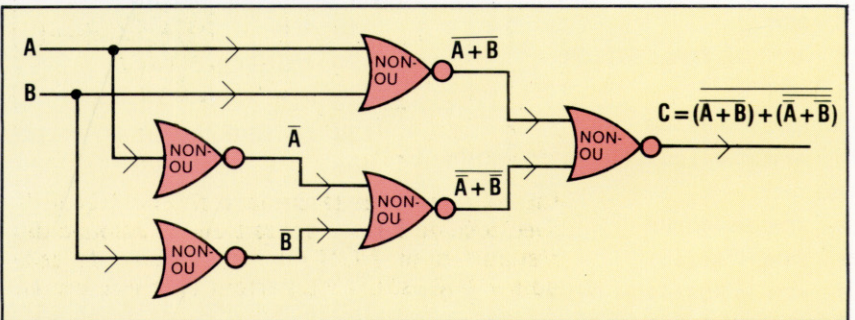 A
B
NON-
OU
A̅+̅B̅
NON-
OU
A̅
NON-
OU
B̅
NON-
OU
A̅̅+̅B̅̅
NON-
OU
C=(A̅+̅B̅)̅+̅(A̅̅+̅B̅̅)